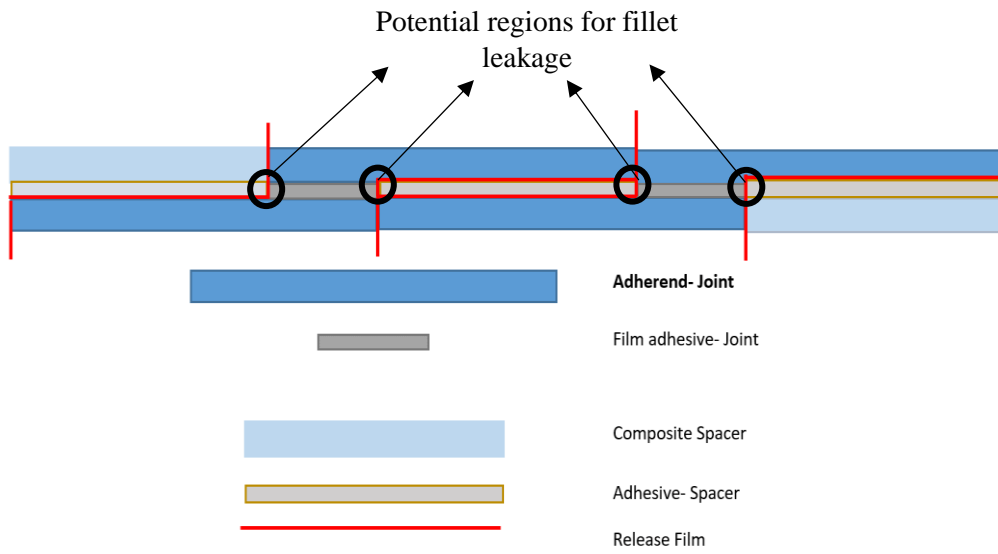 Potential regions for fillet
leakage
Adherend- Joint
Film adhesive- Joint
Composite Spacer
Adhesive- Spacer
Release Film